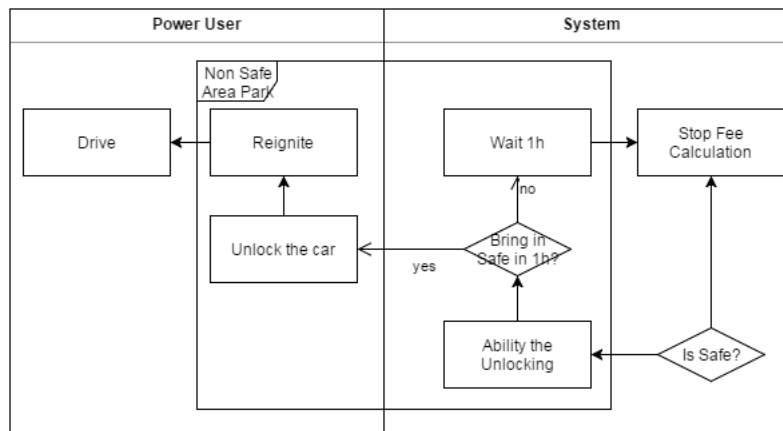 Power User
System
Non Safe
Area Park
Drive
Reignite
Wait 1h
Stop Fee
Calculation
no
Unlock the car
Bring in
Safe in 1h?
yes
Ability the
Unlocking
Is Safe?